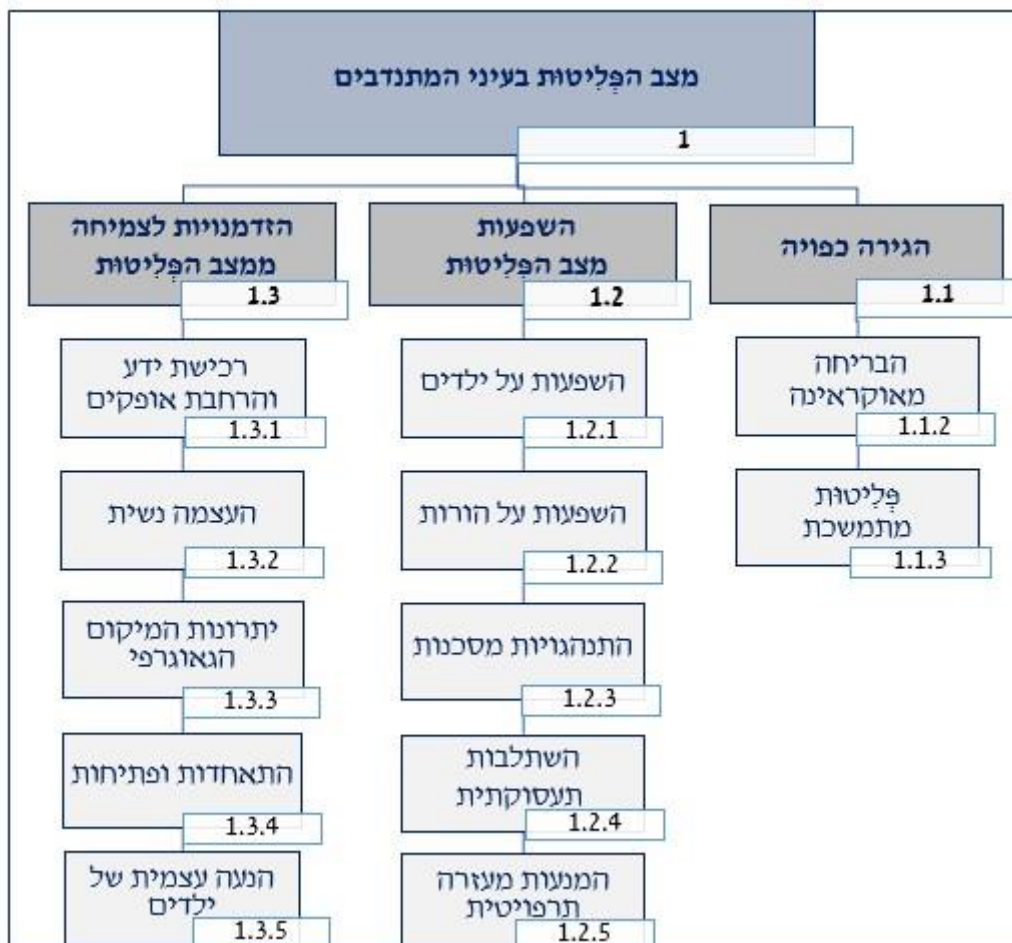 מצב הפְּלִיטוּת בעיני המתנדבים
1
הגירה כפויה
1.1
הבריחה
מאוקראינה
1.1.2
פְּלִיטוּת
מתמשכת
1.1.3
השפעות
מצב הפְּלִיטוּת
1.2
השפעות על ילדים
1.2.1
השפעות על הורות
1.2.2
התנהגויות מסכנות
1.2.3
השתלבות
תעסוקתית
1.2.4
המנעות מעזרה
תרפויטית
1.2.5
הזדמנויות לצמיחה
ממצב הפְּלִיטוּת
1.3
רכישת ידע
והרחבת אופקים
1.3.1
העצמה נשית
1.3.2
יתרונות המיקום
הגאוגרפי
1.3.3
התאחדות ופתיחות
1.3.4
הנעה עצמית של
ילדים
1.3.5